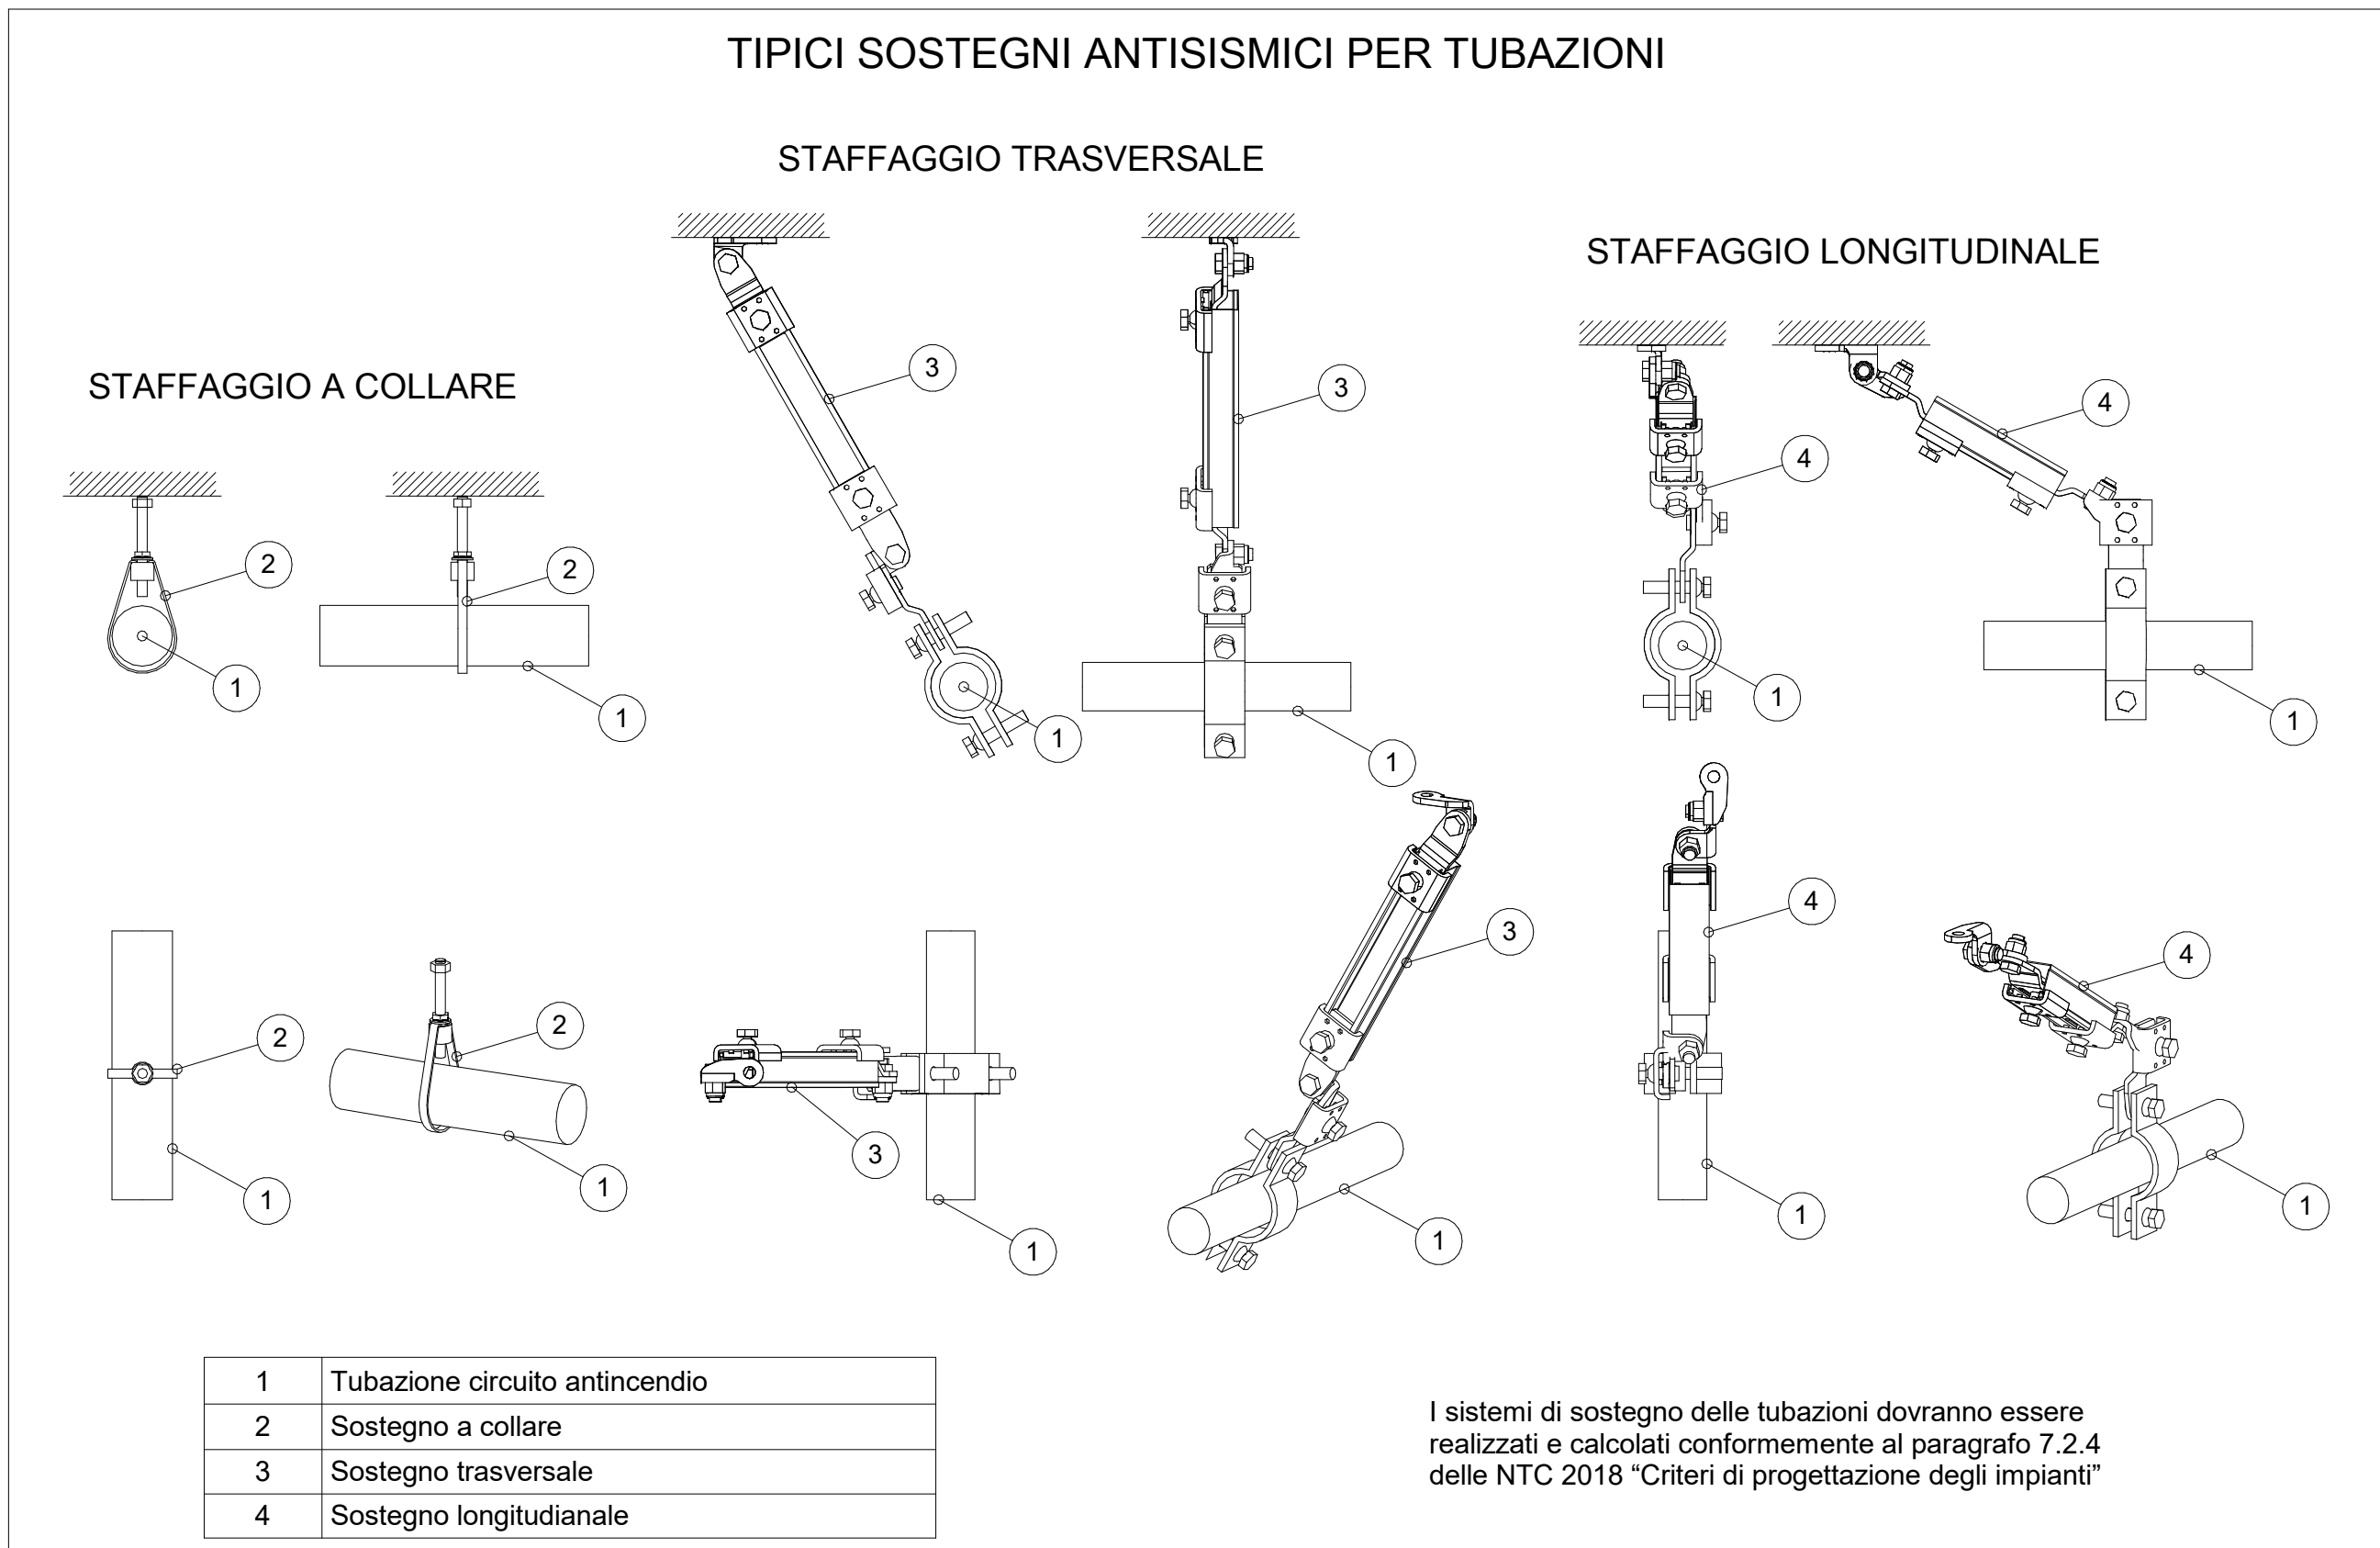 TIPICI SOSTEGNI ANTISISMICI PER TUBAZIONI
STAFFAGGIO TRASVERSALE
STAFFAGGIO LONGITUDINALE
STAFFAGGIO A COLLARE
3
3
4
4
2
2
1
1
1
1
1
1
3
4
4
2
2
3
1
1
1
1
1
1
1 Tubazione circuito antincendio
2 Sostegno a collare
3 Sostegno trasversale
4 Sostegno longitudianale
I sistemi di sostegno delle tubazioni dovranno essere
realizzati e calcolati conformemente al paragrafo 7.2.4
delle NTC 2018 “Criteri di progettazione degli impianti”